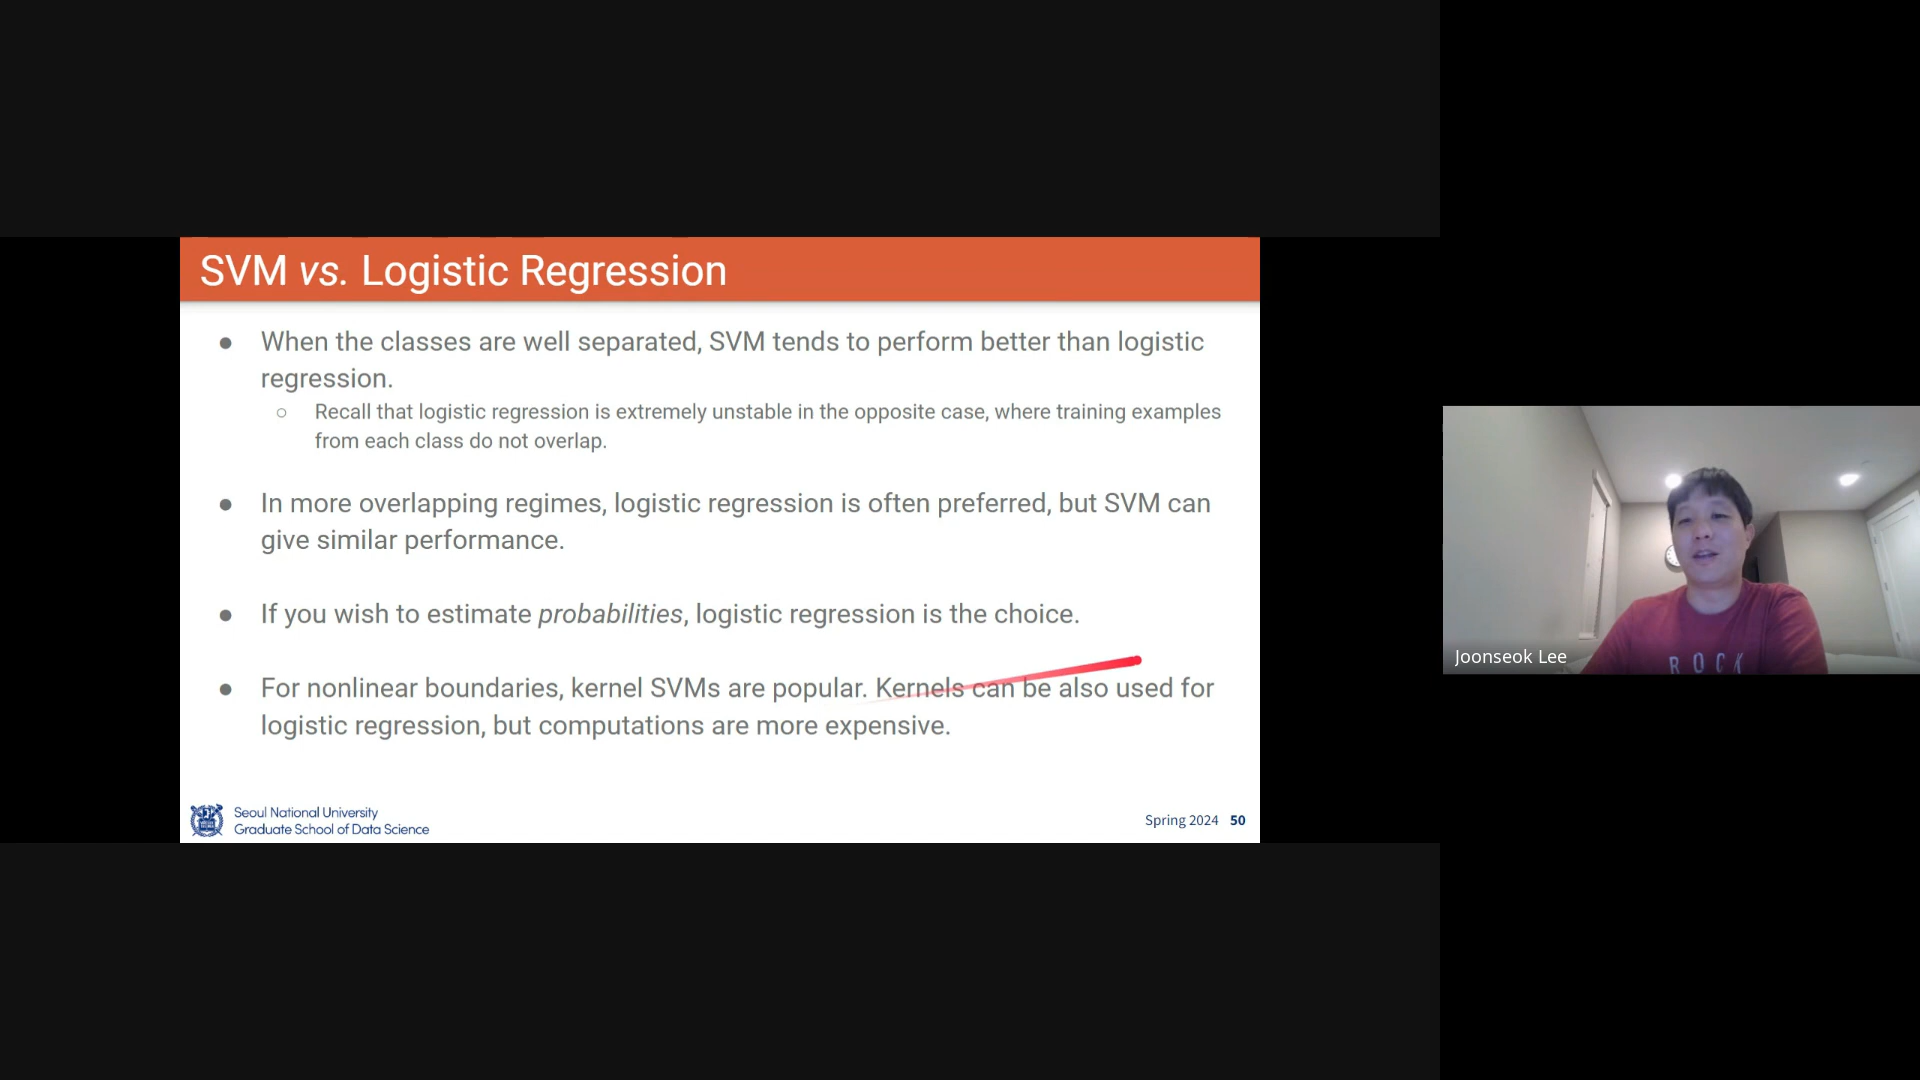 SVM vs. Logistic Regression
● When the classes are well separated, SVM tends to perform better than logistic
regression.
○ Recall that logistic regression is extremely unstable in the opposite case, where training examples
from each class do not overlap.
● In more overlapping regimes, logistic regression is often preferred, but SVM can
give similar performance.
● If you wish to estimate probabilities, logistic regression is the choice.
● For nonlinear boundaries, kernel SVMs are popular. Kernels can be also used for
logistic regression, but computations are more expensive.
Seoul National University
Graduate School of Data Science
Spring 2024 50
Joonseok Lee
ROCK